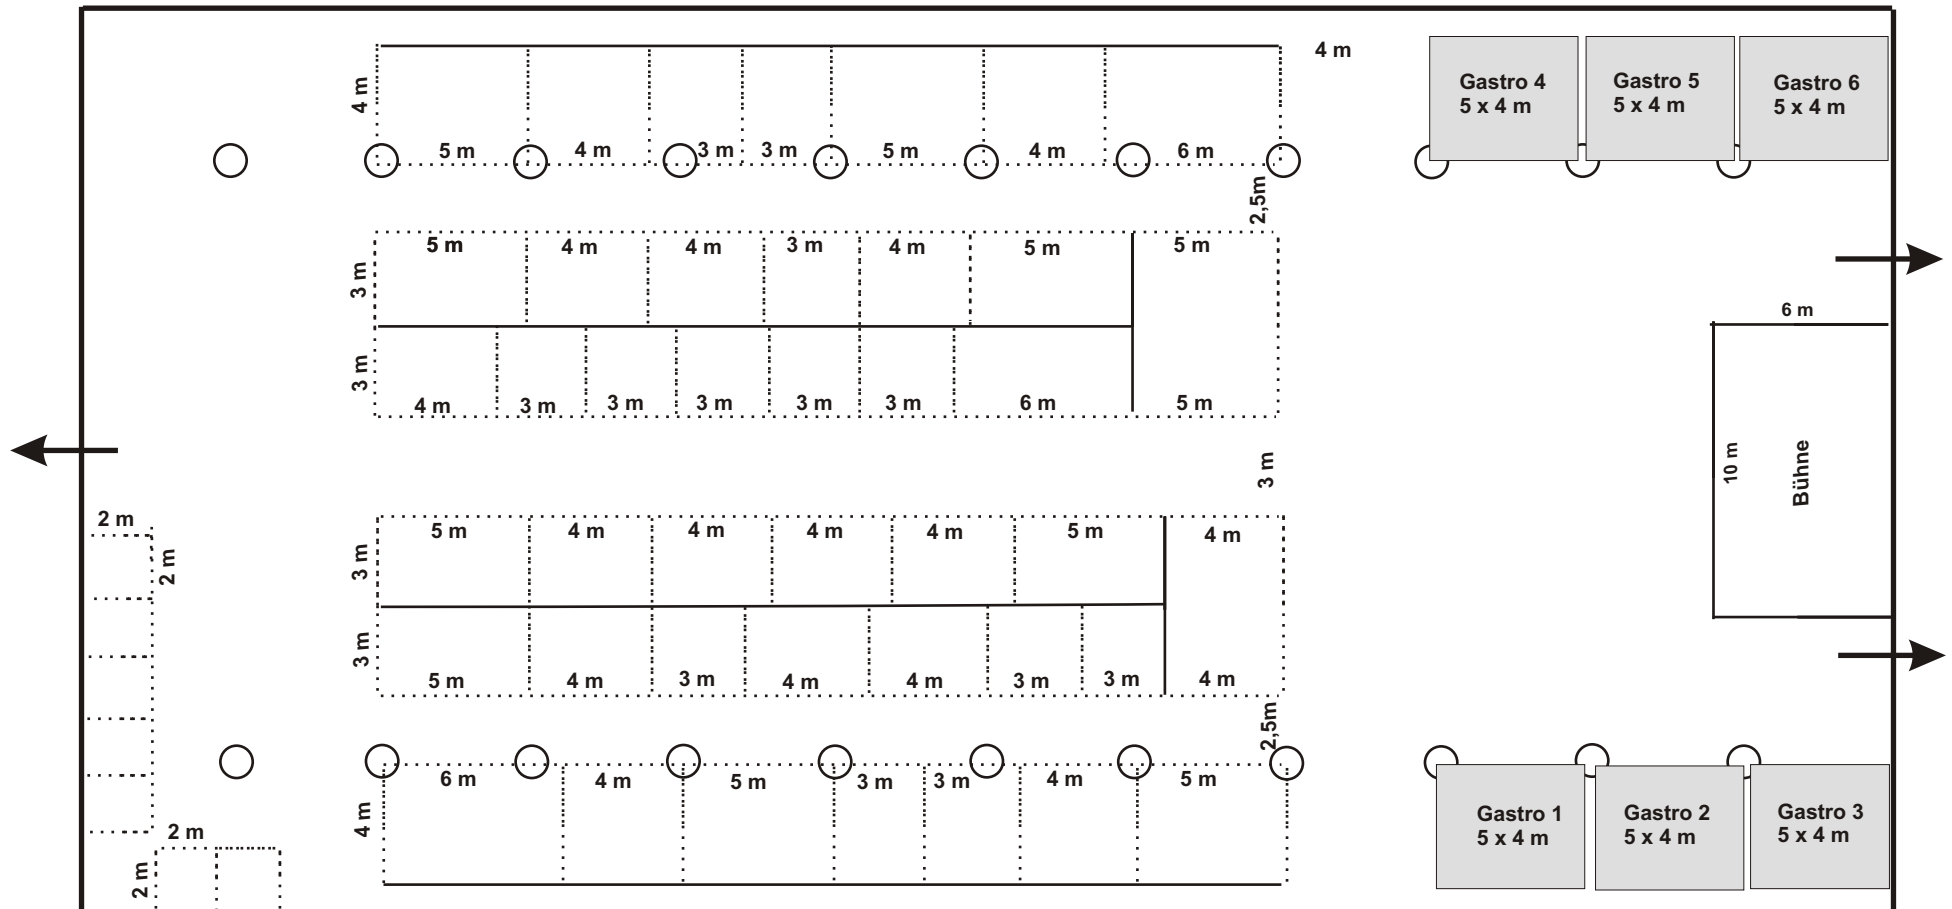 4 m
Gastro 4
5 x 4 m
Gastro 5
5 x 4 m
Gastro 6
5 x 4 m
4 m
5 m 4 m 3 m 3 m 5 m 4 m 6 m
2,5m
5 m 4 m 4 m 3 m 4 m 5 m 5 m
3 m
3 m
4 m 3 m 3 m 3 m 3 m 3 m 6 m 5 m
6 m
10 m
Bühne
3 m
2 m
2 m
5 m 4 m 4 m 4 m 4 m 5 m 4 m
3 m
3 m
5 m 4 m 3 m 4 m 4 m 3 m 3 m 4 m
2,5m
6 m 4 m 5 m 3 m 3 m 4 m 5 m
4 m
2 m
2 m
Gastro 1
5 x 4 m
Gastro 2
5 x 4 m
Gastro 3
5 x 4 m